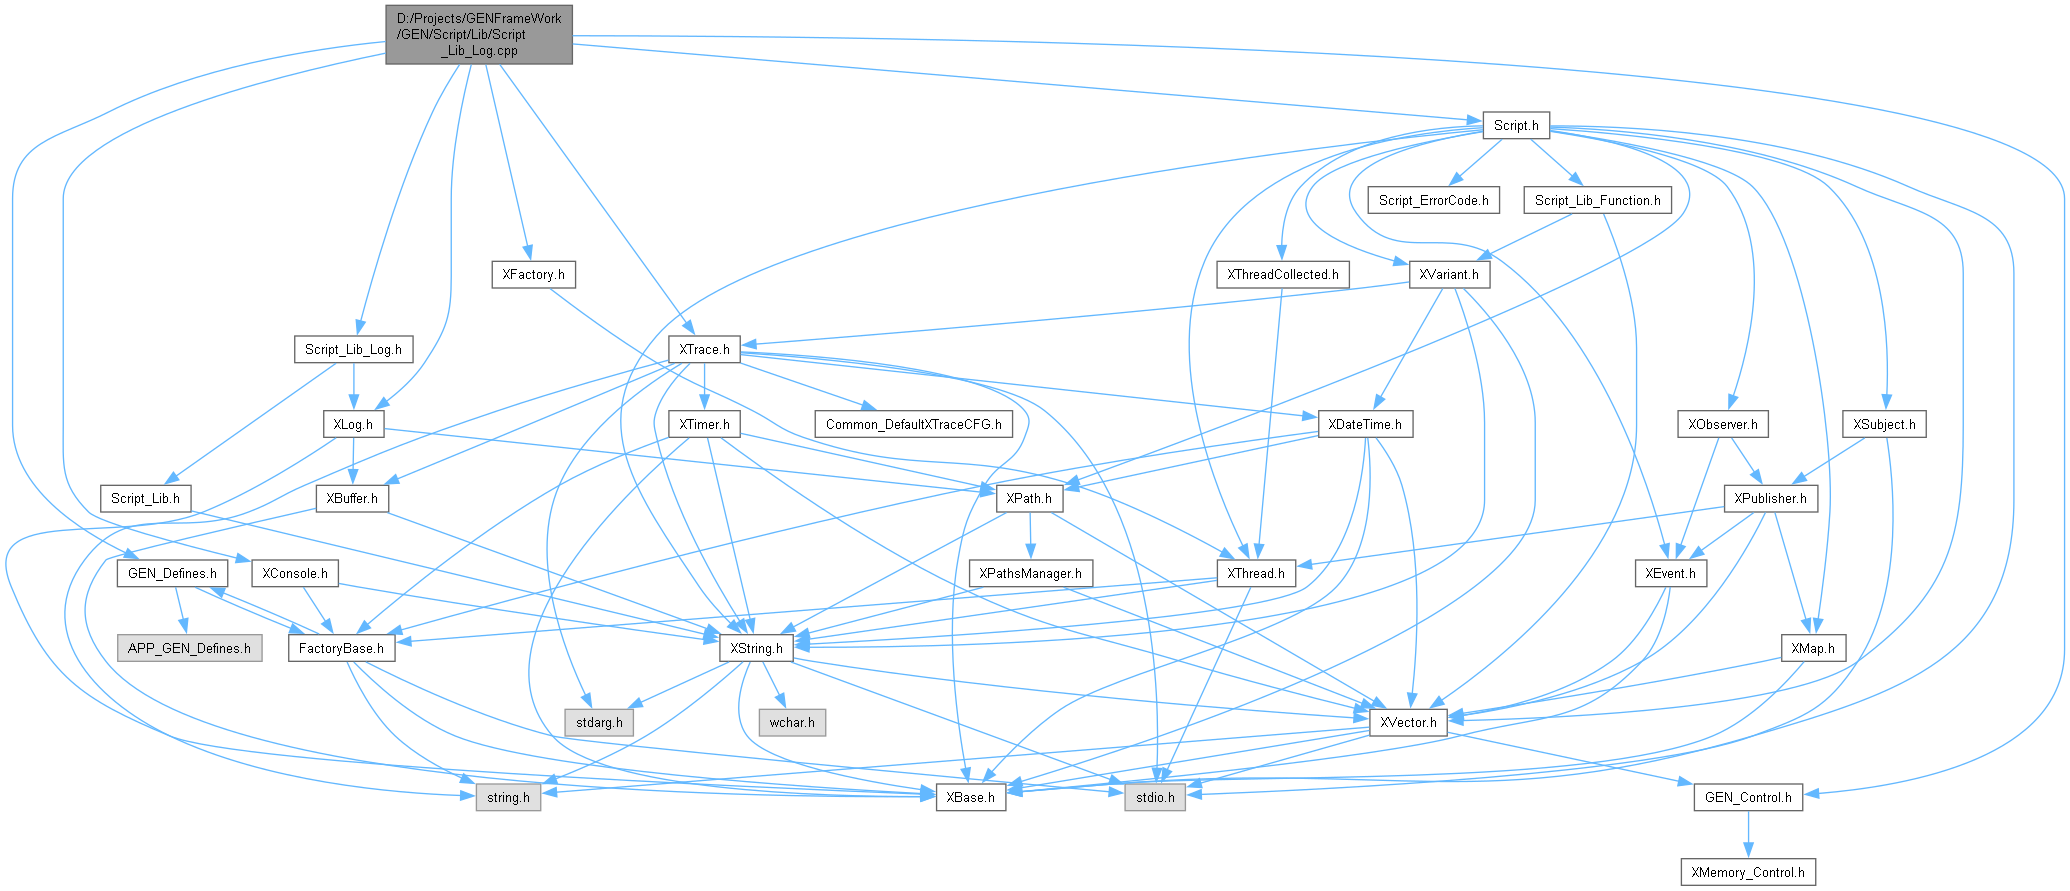 D:/Projects/GENFrameWork
/GEN/Script/Lib/Script
_Lib_Log.cpp
Script.h
Script_ErrorCode.h
Script_Lib_Function.h
XFactory.h
XThreadCollected.h
XVariant.h
Script_Lib_Log.h
XTrace.h
XLog.h
XTimer.h
Common_DefaultXTraceCFG.h
XDateTime.h
XObserver.h
XSubject.h
Script_Lib.h
XBuffer.h
XPath.h
XPublisher.h
GEN_Defines.h
XConsole.h
XPathsManager.h
XThread.h
XEvent.h
APP_GEN_Defines.h
FactoryBase.h
XString.h
XMap.h
stdarg.h
wchar.h
XVector.h
string.h
XBase.h
stdio.h
GEN_Control.h
XMemory_Control.h